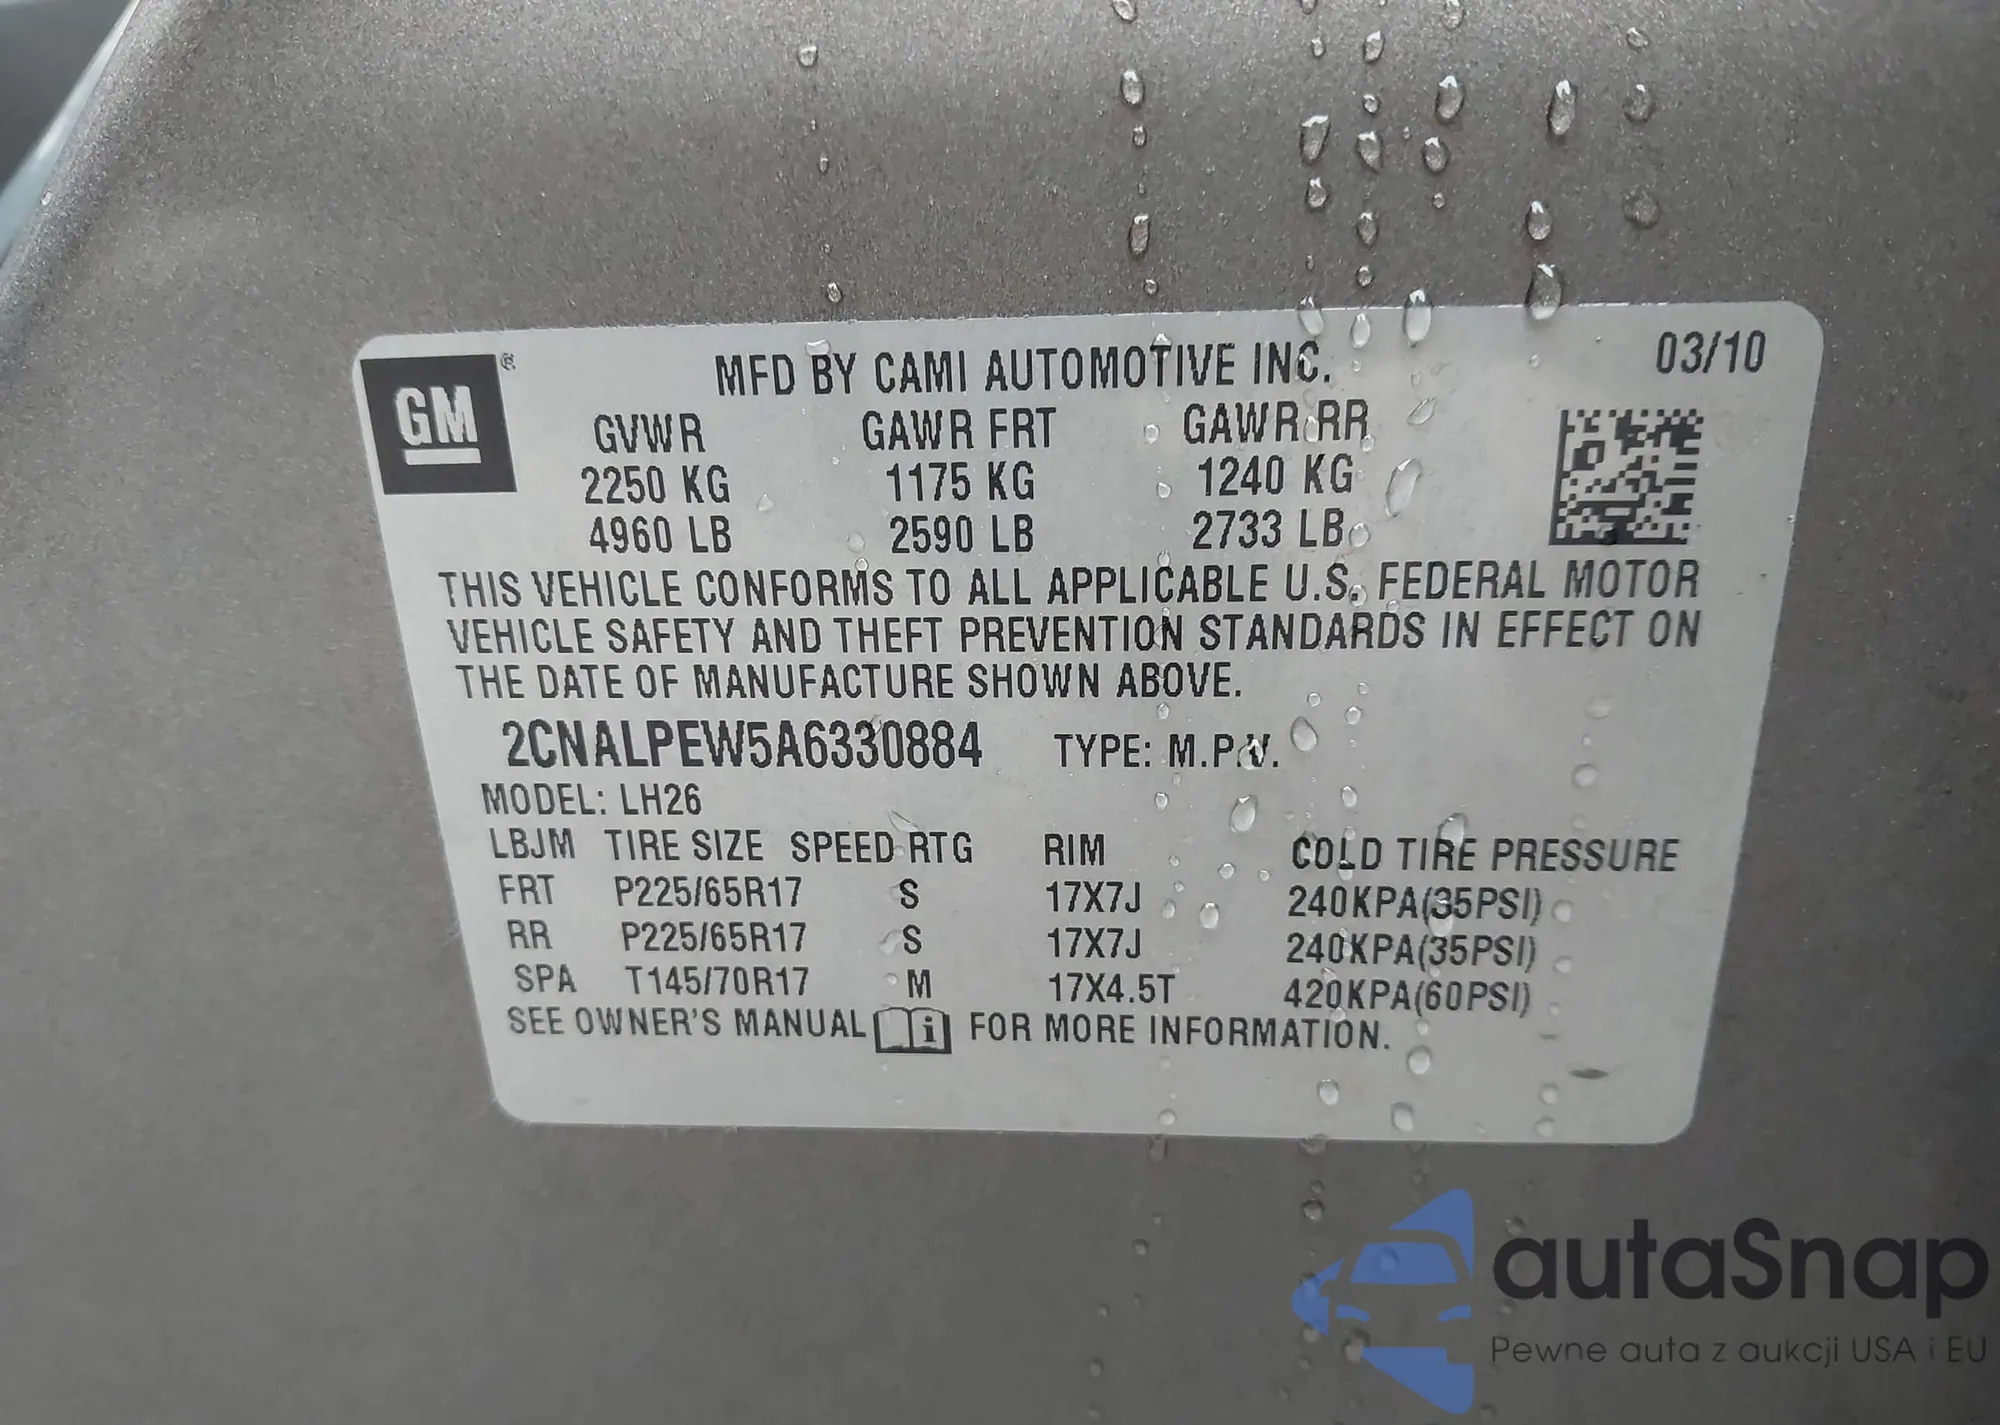 GM ®
MFD BY CAMI AUTOMOTIVE INC. 03/10
GVWR GAWR FRT GAWR RR
2250 KG 1175 KG 1240 KG
4960 LB 2590 LB 2733 LB
THIS VEHICLE CONFORMS TO ALL APPLICABLE U.S. FEDERAL MOTOR
VEHICLE SAFETY AND THEFT PREVENTION STANDARDS IN EFFECT ON
THE DATE OF MANUFACTURE SHOWN ABOVE.
2CNALPEW5A6330884 TYPE: M.P.V.
MODEL: LH26
LBJM TIRE SIZE SPEED RTG RIM COLD TIRE PRESSURE
FRT P225/65R17 S 17X7J 240KPA(35PSI)
RR P225/65R17 S 17X7J 240KPA(35PSI)
SPA T145/70R17 M 17X4.5T 420KPA(60PSI)
SEE OWNER'S MANUAL i FOR MORE INFORMATION.
autaSnap
Pewne auta z aukcji USA i EU